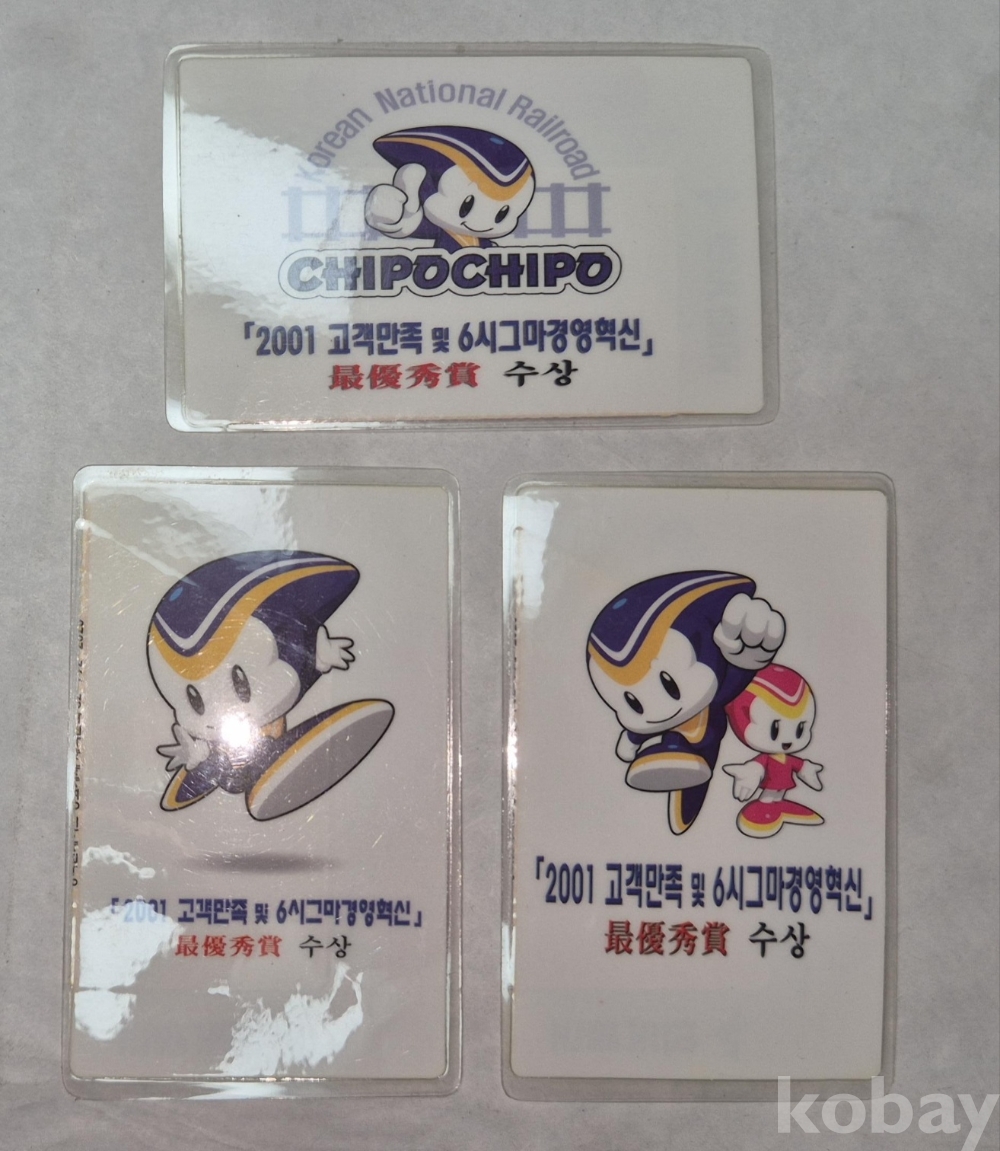 Korean National Railroad
CHIPOCHIPO
「2001 고객만족 및 6시그마경영혁신」
最優秀賞 수상
「2001 고객만족 및 6시그마경영혁신」
最優秀賞 수상
「2001 고객만족 및 6시그마경영혁신」
最優秀賞 수상
kobay